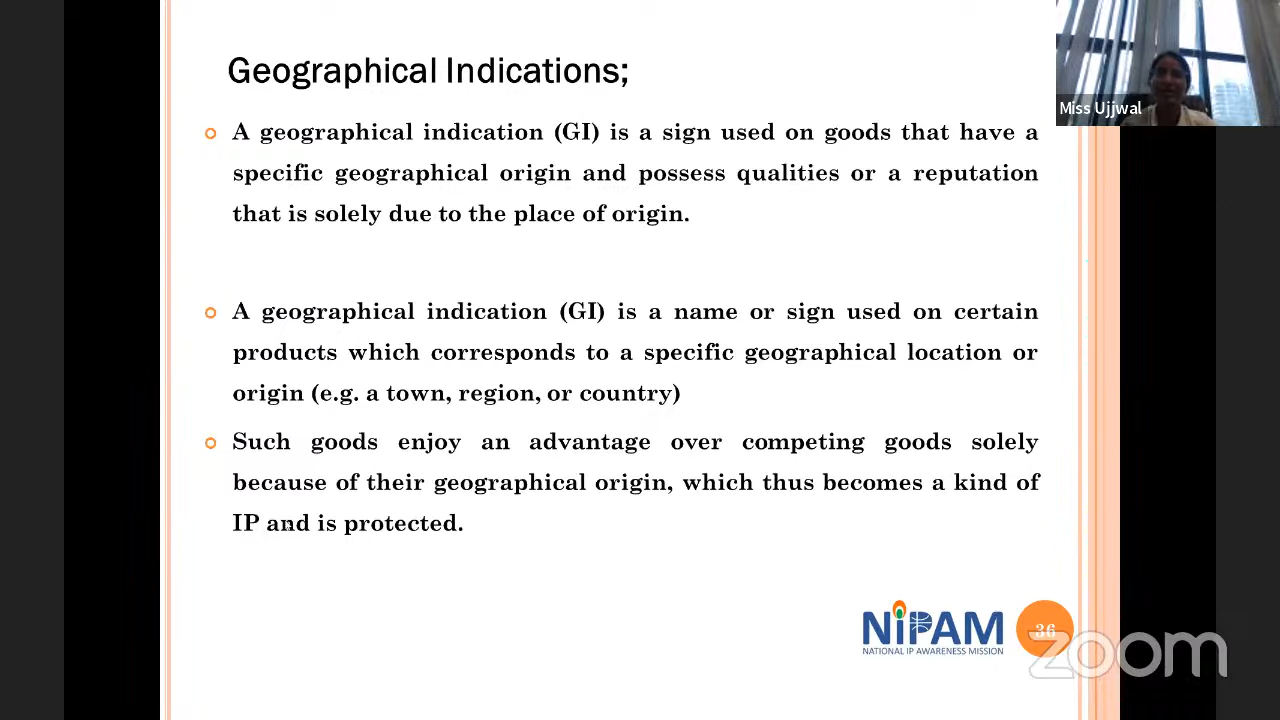 Geographical Indications;
Miss Ujjwal
A geographical indication (GI) is a sign used on goods that have a
specific geographical origin and possess qualities or a reputation
that is solely due to the place of origin.
A geographical indication (GI) is a name or sign used on certain
products which corresponds to a specific geographical location or
origin (e.g. a town, region, or country)
Such goods enjoy an advantage over competing goods solely
because of their geographical origin, which thus becomes a kind of
IP and is protected.
NIPAM
NATIONAL IP AWARENESS MISSION
36
zoom